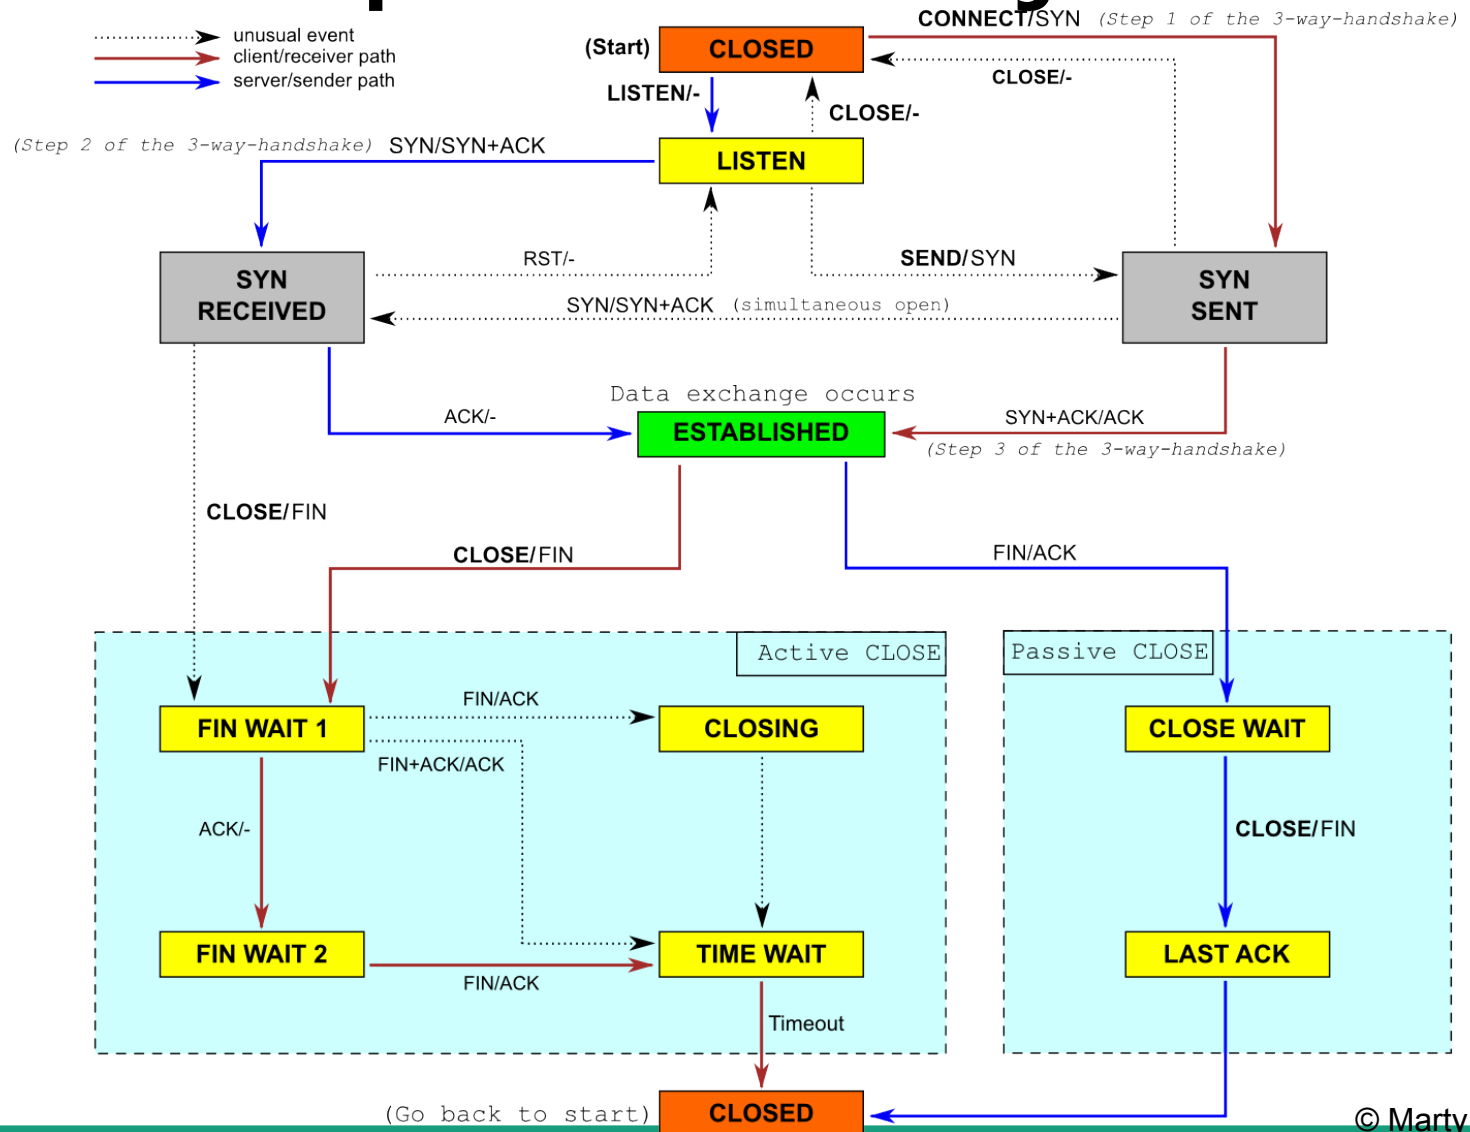 CONNECT/SYN (Step 1 of the 3-way-handshake)
unusual event
client/receiver path
server/sender path
(Start) CLOSED
CLOSE/-
LISTEN/-
CLOSE/-
(Step 2 of the 3-way-handshake) SYN/SYN+ACK
LISTEN
RST/-
SEND/SYN
SYN
RECEIVED
SYN
SENT
SYN/SYN+ACK (simultaneous open)
Data exchange occurs
ACK/-
ESTABLISHED
SYN+ACK/ACK
(Step 3 of the 3-way-handshake)
CLOSE/FIN
CLOSE/FIN
FIN/ACK
Active CLOSE
Passive CLOSE
FIN WAIT 1
FIN/ACK
CLOSING
CLOSE WAIT
FIN+ACK/ACK
ACK/-
CLOSE/FIN
FIN WAIT 2
TIME WAIT
LAST ACK
FIN/ACK
Timeout
(Go back to start) CLOSED
© Marty